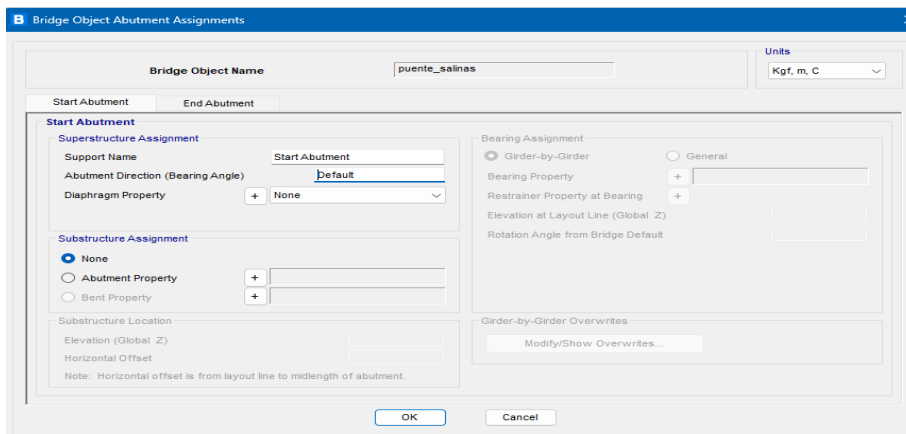 B Bridge Object Abutment Assignments
Units
Bridge Object Name puente_salinas
Kgf, m, C
Start Abutment End Abutment
Start Abutment
Superstructure Assignment
Support Name Start Abutment
Abutment Direction (Bearing Angle) Default
Diaphragm Property + None
Substructure Assignment
None
Abutment Property +
Bent Property +
Substructure Location
Elevation (Global Z)
Horizontal Offset
Note: Horizontal offset is from layout line to midlength of abutment.
Bearing Assignment
Girder-by-Girder General
Bearing Property +
Restrainer Property at Bearing +
Elevation at Layout Line (Global Z)
Rotation Angle from Bridge Default
Girder-by-Girder Overwrites
Modify/Show Overwrites...
OK Cancel